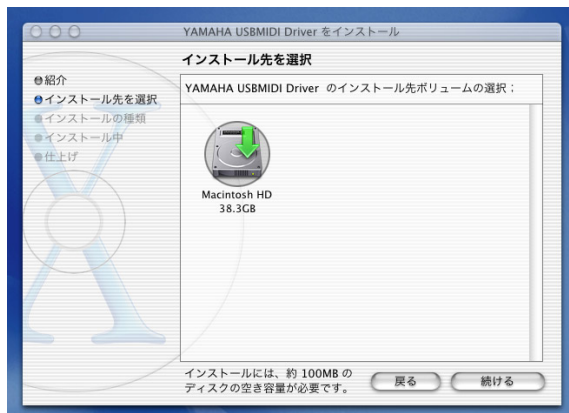 YAMAHA USBMIDI Driver をインストール
インストール先を選択
紹介
インストール先を選択
インストールの種類
インストール中
仕上げ
YAMAHA USBMIDI Driver のインストール先ボリュームの選択：
Macintosh HD
38.3GB
インストールには、約 100MB の
ディスクの空き容量が必要です。
戻る
続ける